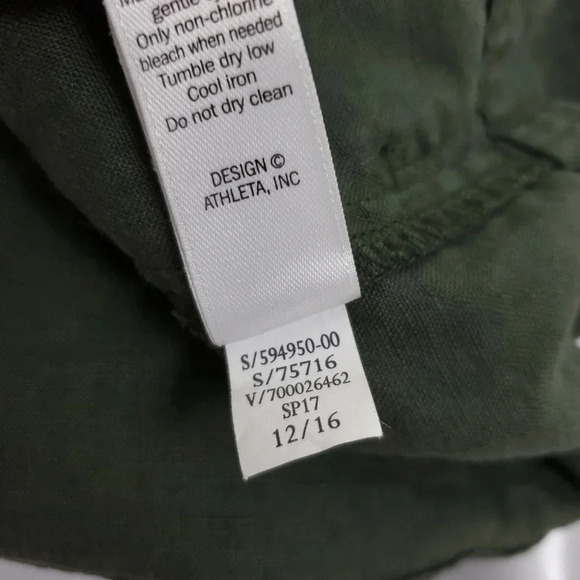 gentle
Only non-chlorine
bleach when needed
Tumble dry low
Cool iron
Do not dry clean
DESIGN ©
ATHLETA, INC
S/594950-00
S/75716
V/700026462
SP17
12/16